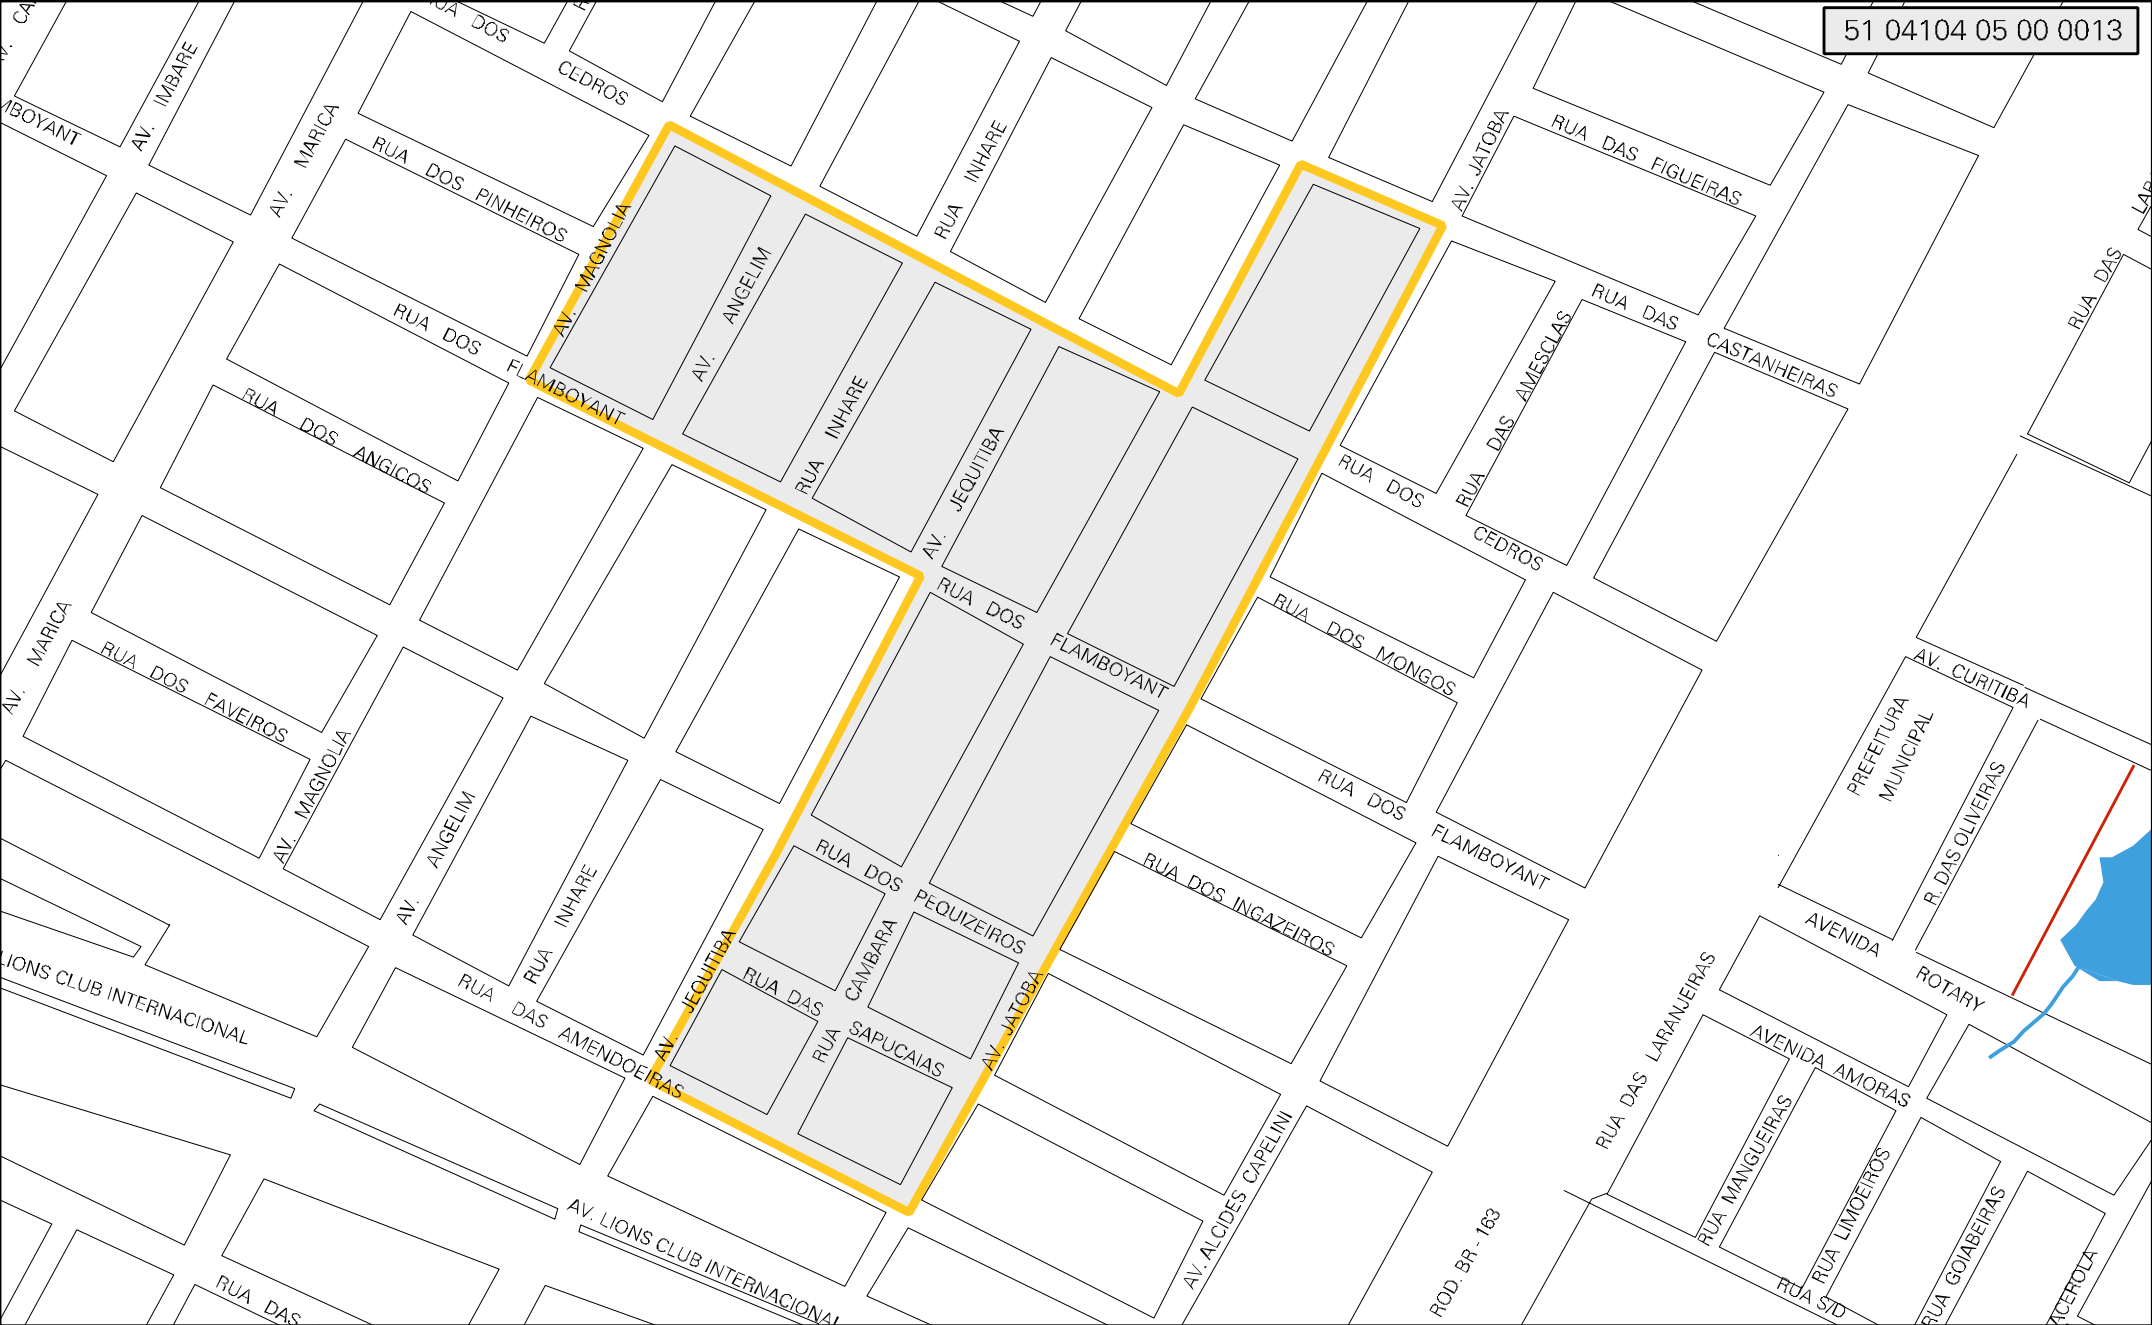 51 04104 05 00 0013
RUA DOS
CEDROS
AV. IMBARE
MBOYANT
AV. MARICA
RUA DOS PINHEIROS
AV. MAGNOLIA
AV. ANGELIM
RUA INHARE
AV. JATOBA
RUA DAS FIGUEIRAS
RUA DAS
CASTANHEIRAS
RUA DAS
RUA DOS
FLAMBOYANT
RUA DOS ANGICOS
RUA INHARE
AV. JEQUITIBA
RUA DAS AMESCLAS
RUA DOS
CEDROS
RUA DOS
FLAMBOYANT
RUA DOS MONGOS
AV. MARICA
RUA DOS FAVEIROS
AV. MAGNOLIA
AV. CURITIBA
PREFEITURA
MUNICIPAL
R. DAS OLIVEIRAS
RUA DOS
FLAMBOYANT
AV. ANGELIM
RUA INHARE
RUA DOS
PEQUIZEIROS
RUA DOS INGAZEIROS
AVENIDA
ROTARY
LIONS CLUB INTERNACIONAL
RUA DAS AMENDOEIRAS
AV. JEQUITIBA
RUA DAS
SAPUCAIAS
RUA CAMBARA
AV. JATOBA
RUA DAS LARANJEIRAS
AVENIDA AMORAS
RUA MANGUEIRAS
RUA LIMOEIROS
RUA GOIABEIRAS
ACEROLA
RUA S/D
AV. ALCIDES CAPELINI
ROD. BR - 163
AV. LIONS CLUB INTERNACIONAL
RUA DAS